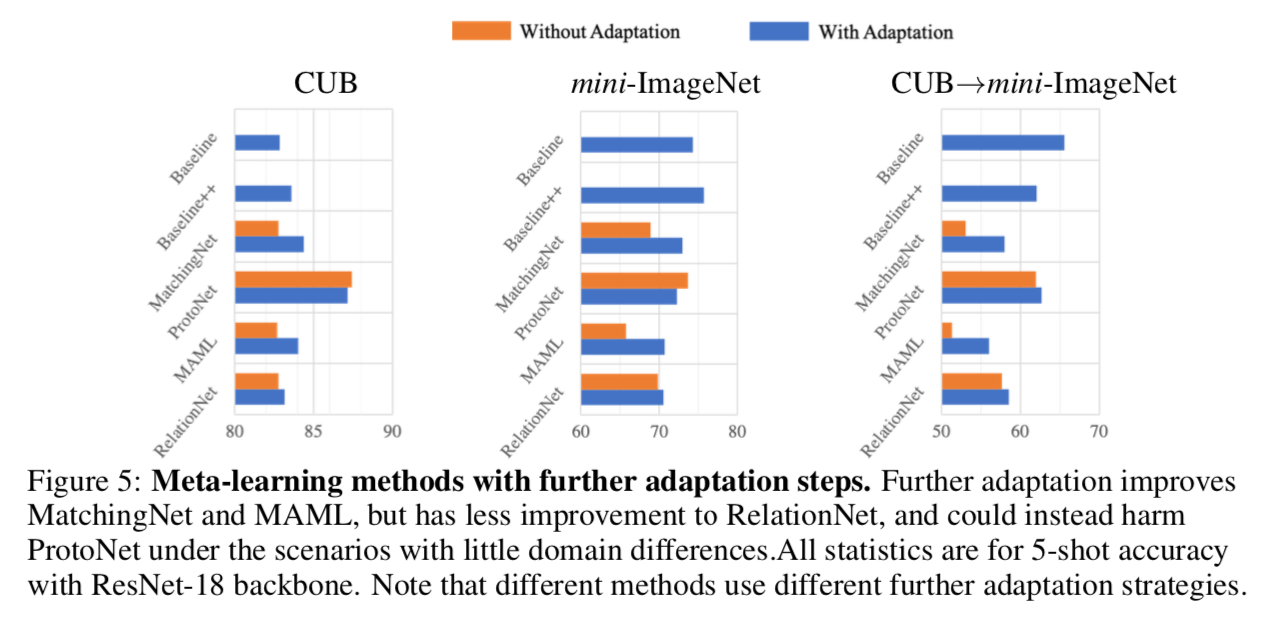 Without Adaptation
With Adaptation
CUB
mini-ImageNet
CUB→mini-ImageNet
Baseline
Baseline++
MatchingNet
ProtoNet
MAML
RelationNet
80 85 90
Baseline
Baseline++
MatchingNet
ProtoNet
MAML
RelationNet
60 70 80
Baseline
Baseline++
MatchingNet
ProtoNet
MAML
RelationNet
50 60 70
Figure 5: Meta-learning methods with further adaptation steps. Further adaptation improves
MatchingNet and MAML, but has less improvement to RelationNet, and could instead harm
ProtoNet under the scenarios with little domain differences.All statistics are for 5-shot accuracy
with ResNet-18 backbone. Note that different methods use different further adaptation strategies.